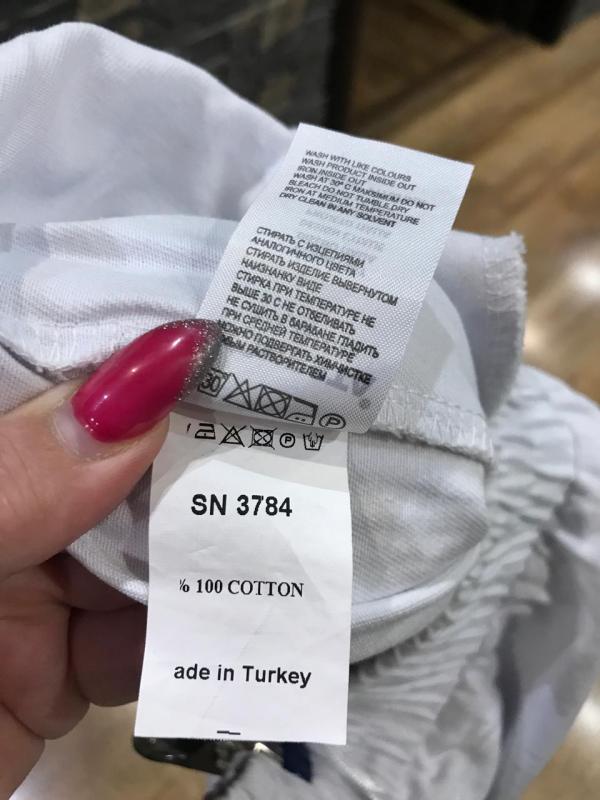 WASH WITH LIKE COLOURS
WASH PRODUCT INSIDE OUT
IRON INSIDE OUT
WASH AT 30° C MAKSIMUM DO NOT
BLEACH DO NOT TUMBLE DRY
IRON AT MEDIUM TEMPERATURE
DRY CLEAN IN ANY SOLVENT
СТИРАТЬ С ИЗЦЕЛИЯМИ
АНАЛОГИЧНОГО ЦВЕТА
СТИРАТЬ ИЗДЕЛИЕ ВЫВЕРНУТОМ
НАИЗНАНКУ ВИДЕ
СТИРКА ПРИ ТЕМПЕРАТУРЕ НЕ
ВЫШЕ 30 С НЕ ОТБЕЛИВАТЬ
НЕ СУШИТЬ В БАРАБАНЕ ГЛАДИТЬ
ПРИ СРЕДНЕЙ ТЕМПЕРАТУРЕ
МОЖНО ПОДВЕРГАТЬ ХИМЧИСТКЕ
РАСТВОРИТЕЛЕМ
30 P
P
SN 3784
% 100 COTTON
ade in Turkey